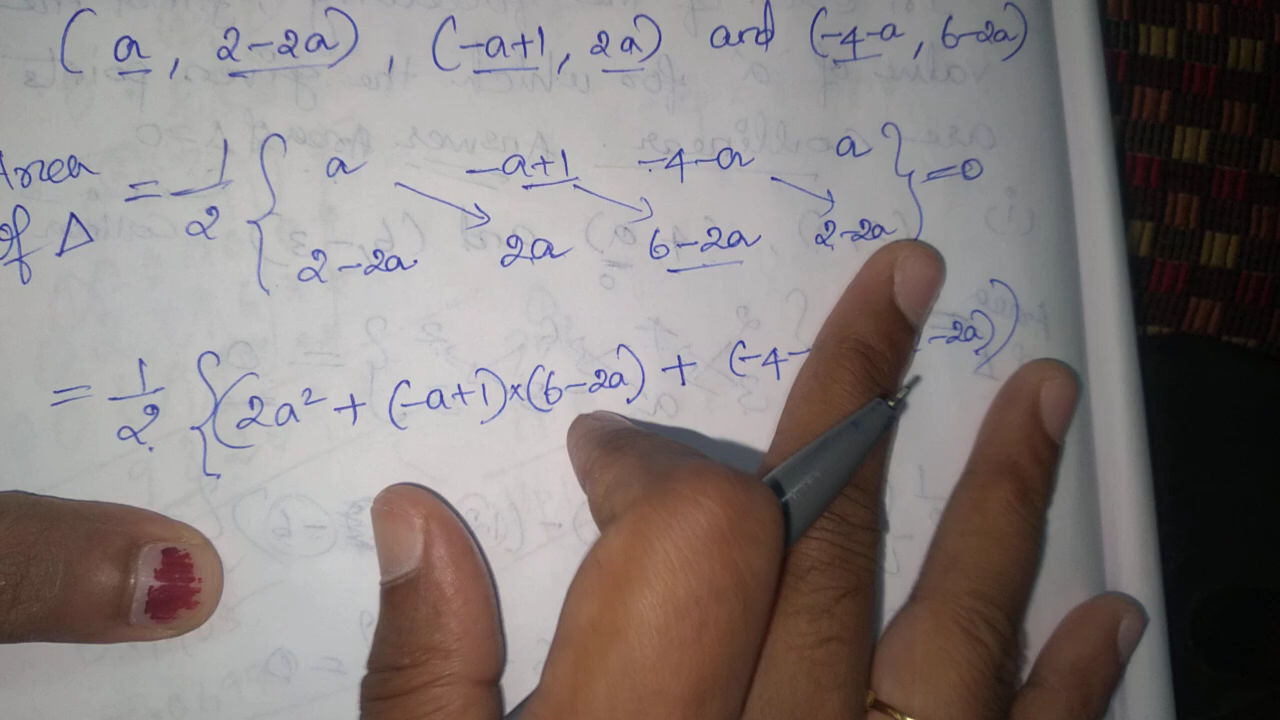 (a, 2-2a), (-a+1, 2a) and (-4-a, 6-2a)
Area of Δ = 1/2 { a -a+1 -4-a a } = 0
2-2a 2a 6-2a 2-2a
= 1/2 { (2a² + (-a+1)×(6-2a) + (-4- -2a))